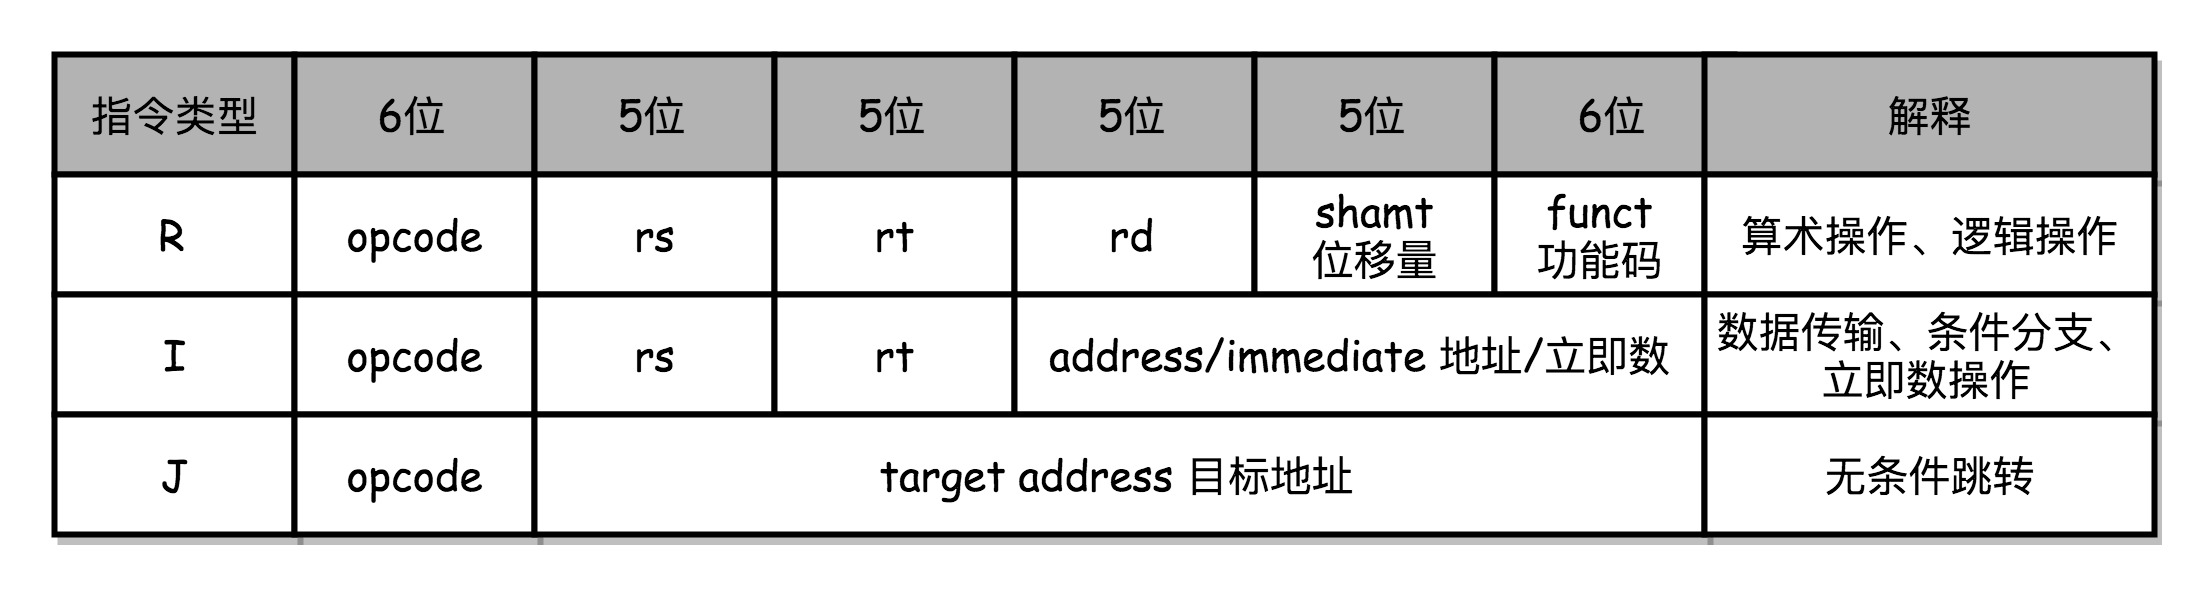 指令类型 6位 5位 5位 5位 5位 6位 解释
R opcode rs rt rd shamt 位移量 funct 功能码 算术操作、逻辑操作
I opcode rs rt address/immediate 地址/立即数 数据传输、条件分支、
立即数操作
J opcode target address 目标地址 无条件跳转